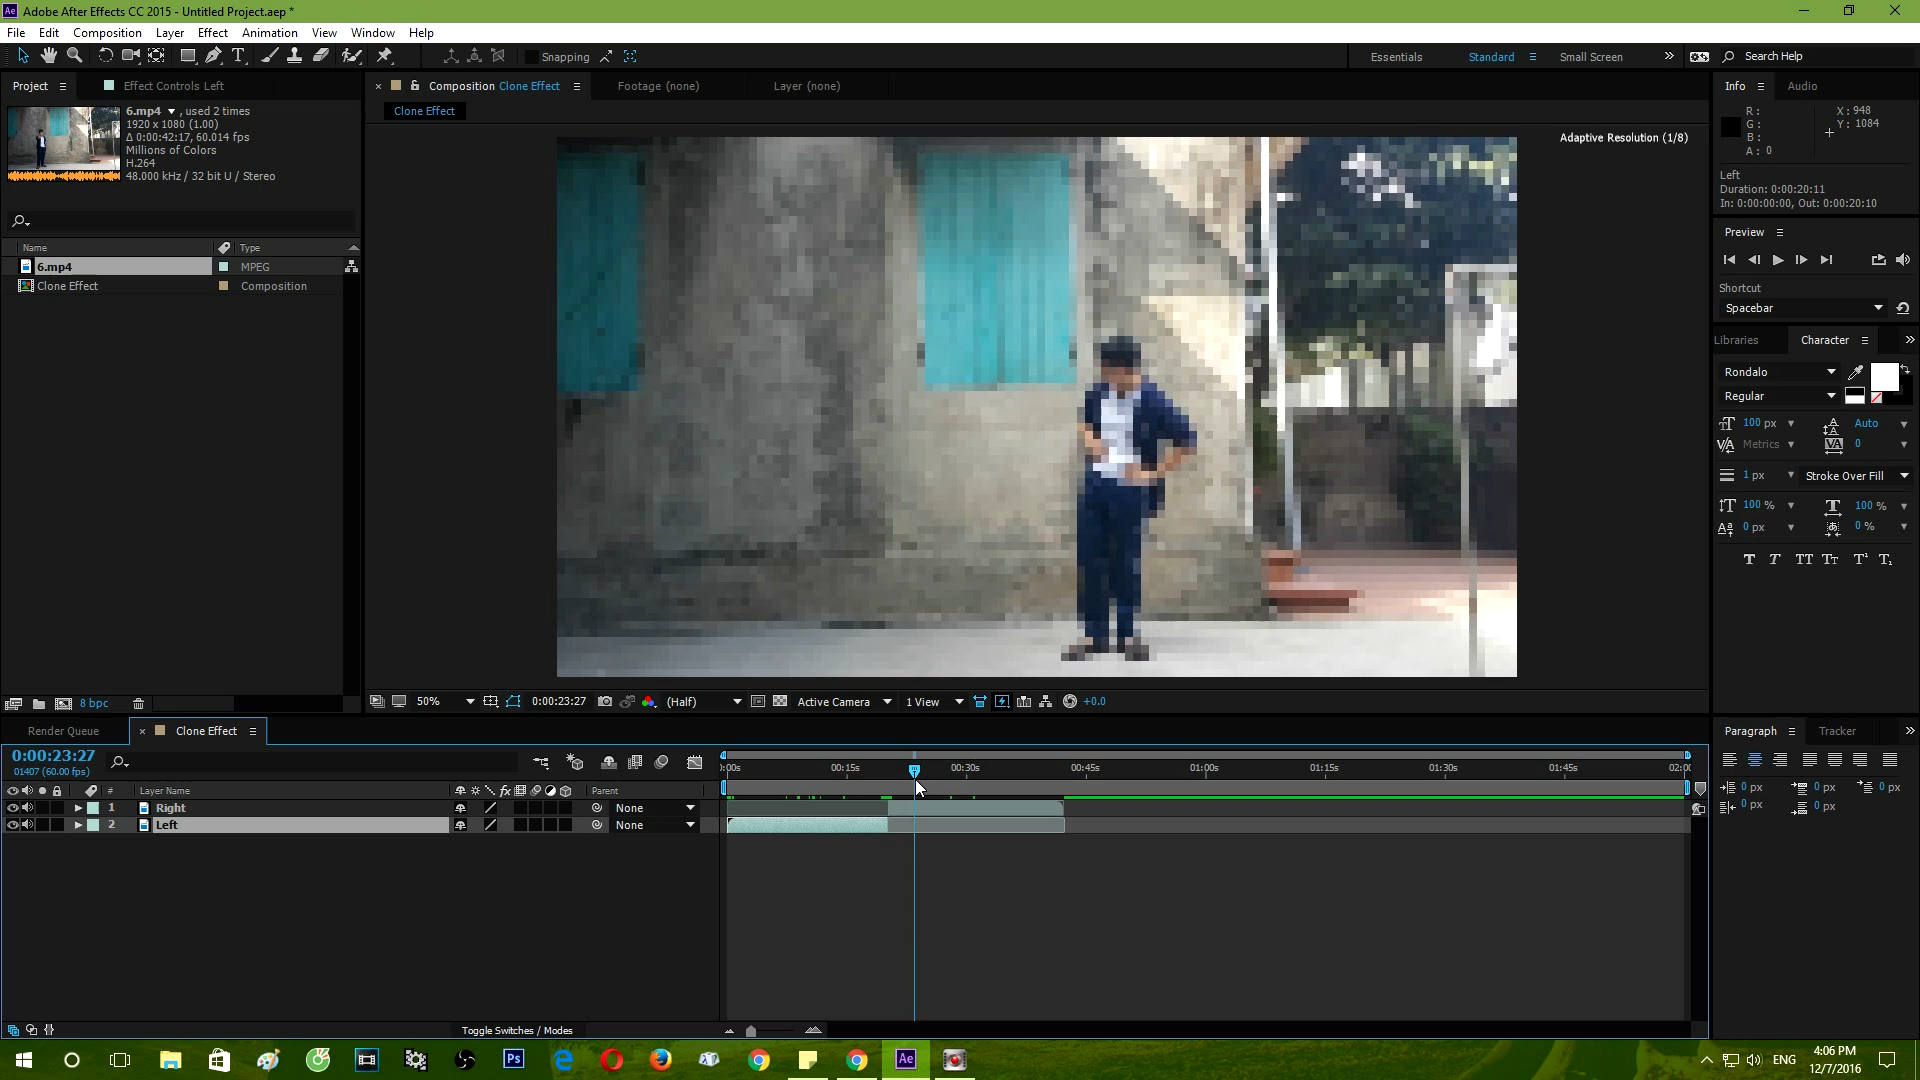 Adobe After Effects CC 2015 - Untitled Project.aep *
File Edit Composition Layer Effect Animation View Window Help
Snapping
Essentials Standard Small Screen Search Help
Project Effect Controls Left
Composition Clone Effect Footage (none) Layer (none)
Info Audio
Clone Effect
6.mp4 , used 2 times
1920 x 1080 (1.00)
Δ 0:00:42:17, 60.014 fps
Millions of Colors
H.264
48.000 kHz / 32 bit U / Stereo
Adaptive Resolution (1/8)
R :
G :
B :
A : 0
X : 948
Y : 1084
Left
Duration: 0:00:20:11
In: 0:00:00:00, Out: 0:00:20:10
Preview
Shortcut
Spacebar
Name Type
6.mp4 MPEG
Clone Effect Composition
Libraries Character
Rondalo
Regular
100 px Auto
Metrics 0
1 px Stroke Over Fill
100 % 100 %
0 px 0 %
T T TT Tt T¹ T₁
8 bpc
50% 0:00:23:27 (Half) Active Camera 1 View +0.0
Render Queue Clone Effect
Paragraph Tracker
0:00:23:27
01407 (60.00 fps)
:00s 00:15s 00:30s 00:45s 01:00s 01:15s 01:30s 01:45s 02:0
# Layer Name Parent
1 Right None
2 Left None
0 px 0 px 0 px
0 px 0 px
Toggle Switches / Modes
Ps Ae
ENG
4:06 PM
12/7/2016